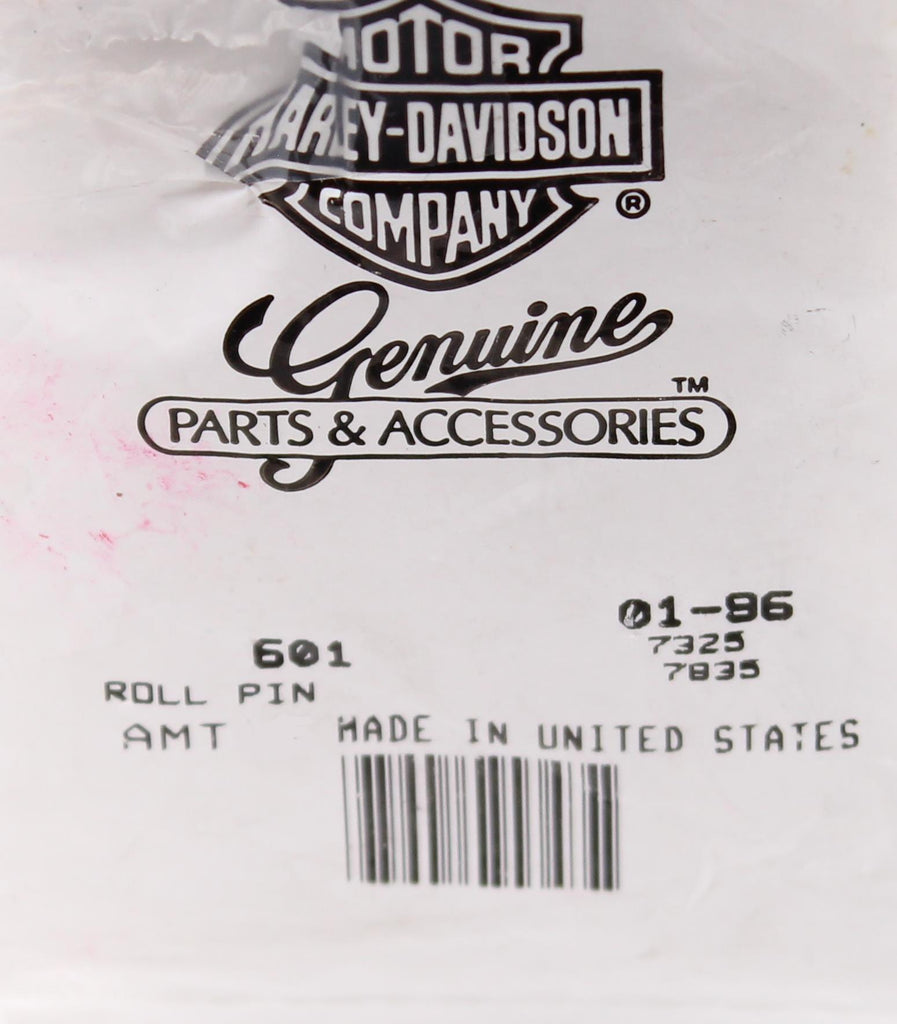 MOTOR
HARLEY-DAVIDSON
COMPANY
®
Genuine
TM
PARTS & ACCESSORIES
01-96
7325
7835
601
ROLL PIN
AMT
MADE IN UNITED STATES